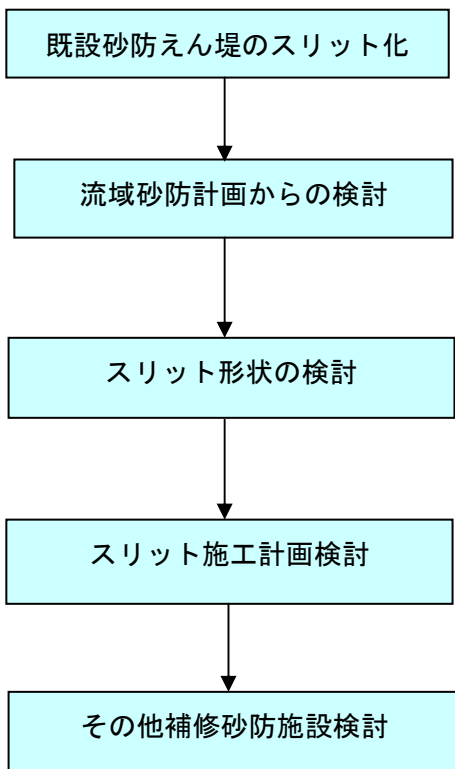 既設砂防えん堤のスリット化
流域砂防計画からの検討
スリット形状の検討
スリット施工計画検討
その他補修砂防施設検討